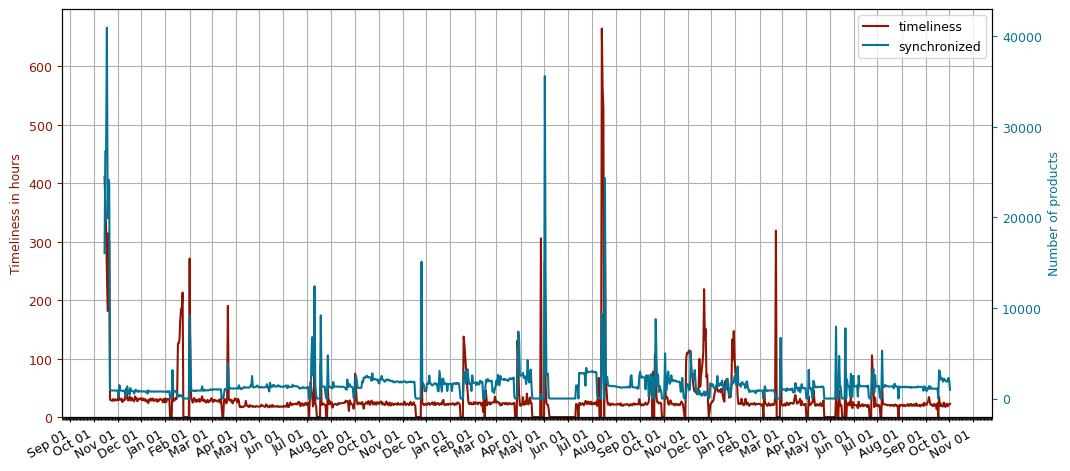 timeliness
synchronized
Timeliness in hours
600
500
400
300
200
100
0
40000
30000
20000
10000
0
Number of products
Sep 01
Oct 01
Nov 01
Dec 01
Jan 01
Feb 01
Mar 01
April 01
May 01
Jun 01
Jul 01
Aug 01
Sep 01
Oct 01
Nov 01
Dec 01
Jan 01
Feb 01
Mar 01
April 01
May 01
Jun 01
Jul 01
Aug 01
Sep 01
Oct 01
Nov 01
Dec 01
Jan 01
Feb 01
Mar 01
April 01
May 01
Jun 01
Jul 01
Aug 01
Sep 01
Oct 01
Nov 01